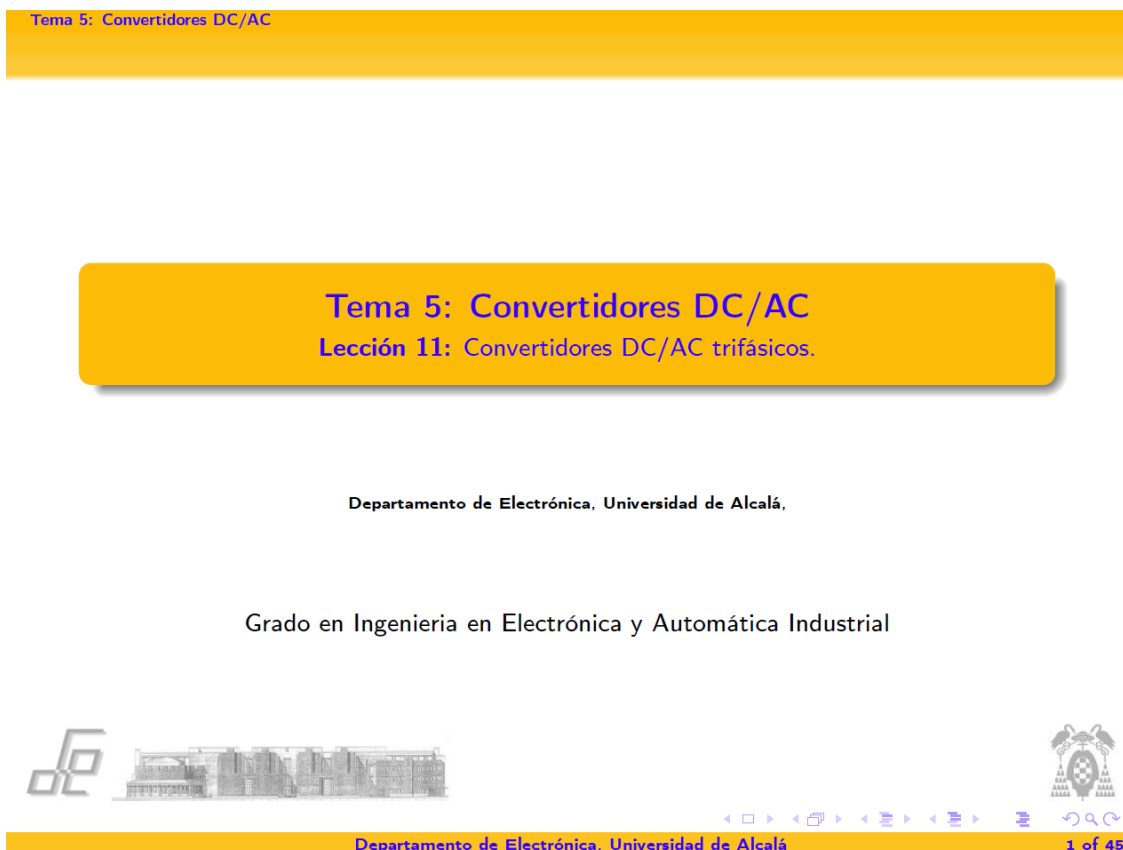 Tema 5: Convertidores DC/AC
Tema 5: Convertidores DC/AC
Lección 11: Convertidores DC/AC trifásicos.
Departamento de Electrónica, Universidad de Alcalá,
Grado en Ingenieria en Electrónica y Automática Industrial
Departamento de Electrónica, Universidad de Alcalá
1 of 45